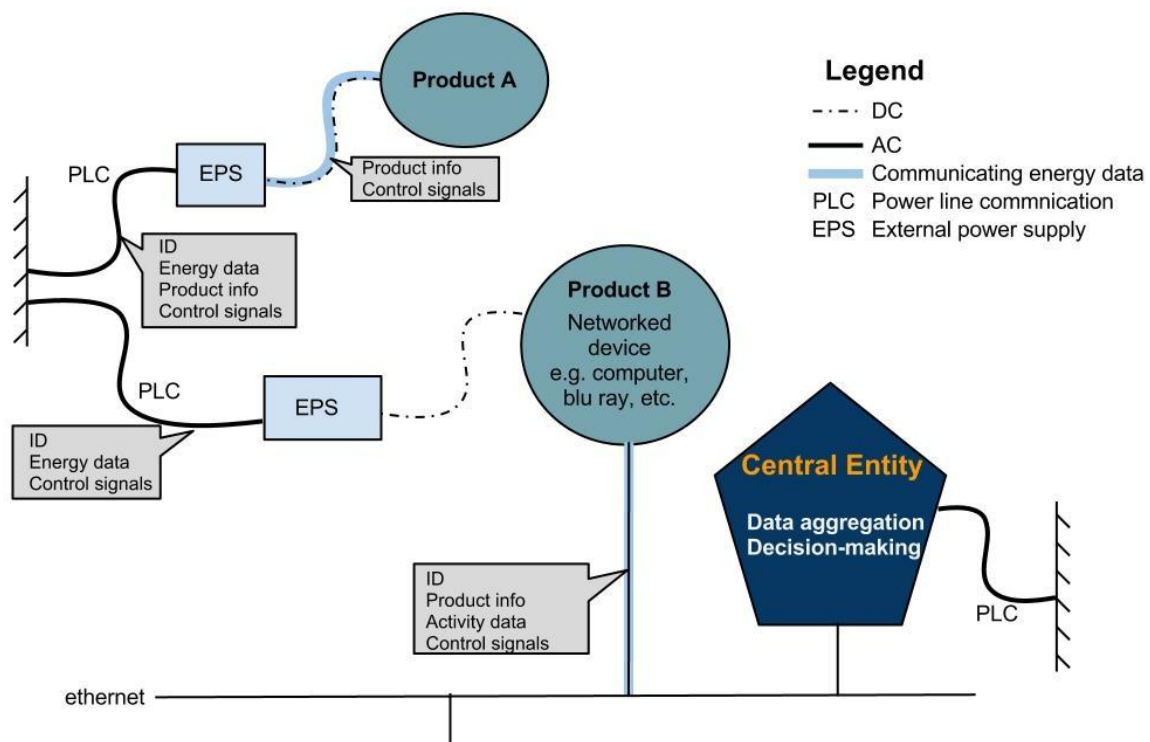 Product A
Legend
DC
AC
Communicating energy data
PLC Power line commnication
EPS External power supply
PLC
EPS
Product info
Control signals
ID
Energy data
Product info
Control signals
Product B
Networked
device
e.g. computer,
blu ray, etc.
PLC
EPS
ID
Energy data
Control signals
Central Entity
Data aggregation
Decision-making
ID
Product info
Activity data
Control signals
PLC
ethernet